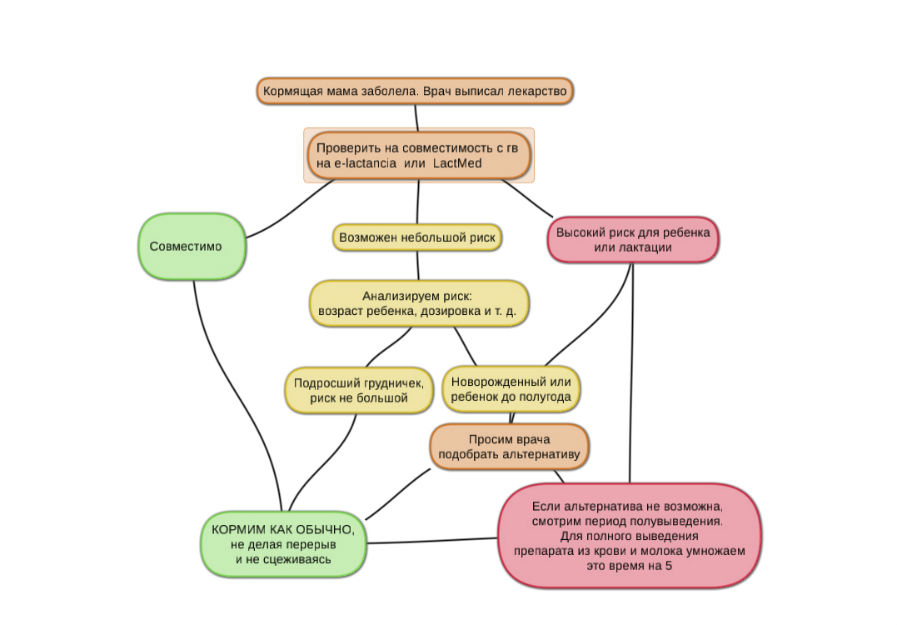 Кормящая мама заболела. Врач выписал лекарство
Проверить на совместимость с гв
на e-lactancia или LactMed
Совместимо
Возможен небольшой риск
Высокий риск для ребенка
или лактации
Анализируем риск:
возраст ребенка, дозировка и т. д.
Подросший грудничек,
риск не большой
Новорожденный или
ребенок до полугода
Просим врача
подобрать альтернативу
КОРМИМ КАК ОБЫЧНО,
не делая перерыв
и не сцеживаясь
Если альтернатива не возможна,
смотрим период полувыведения.
Для полного выведения
препарата из крови и молока умножаем
это время на 5